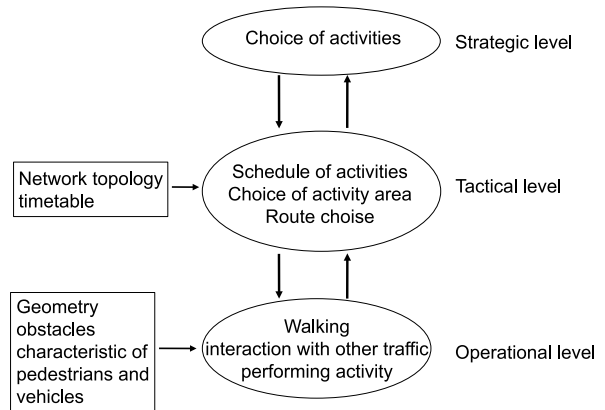 Choice of activities
Strategic level
Network topology
timetable
Schedule of activities
Choice of activity area
Route choise
Tactical level
Geometry
obstacles
characteristic of
pedestrians and
vehicles
Walking
interaction with other traffic
performing activity
Operational level